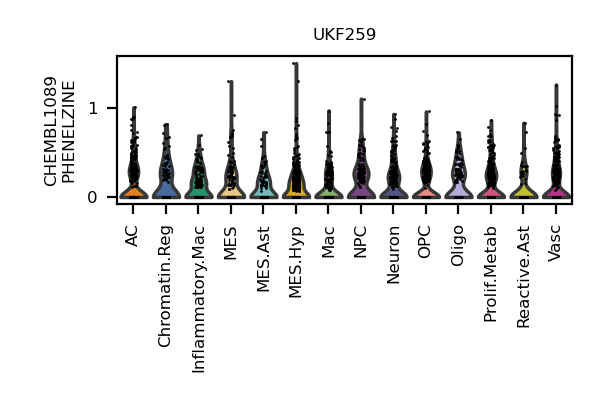 UKF259
CHEMBL1089
PHENELZINE
1
0
AC
Chromatin.Reg
Inflammatory.Mac
MES
MES.Ast
MES.Hyp
Mac
NPC
Neuron
OPC
Oligo
Prolif.Metab
Reactive.Ast
Vasc